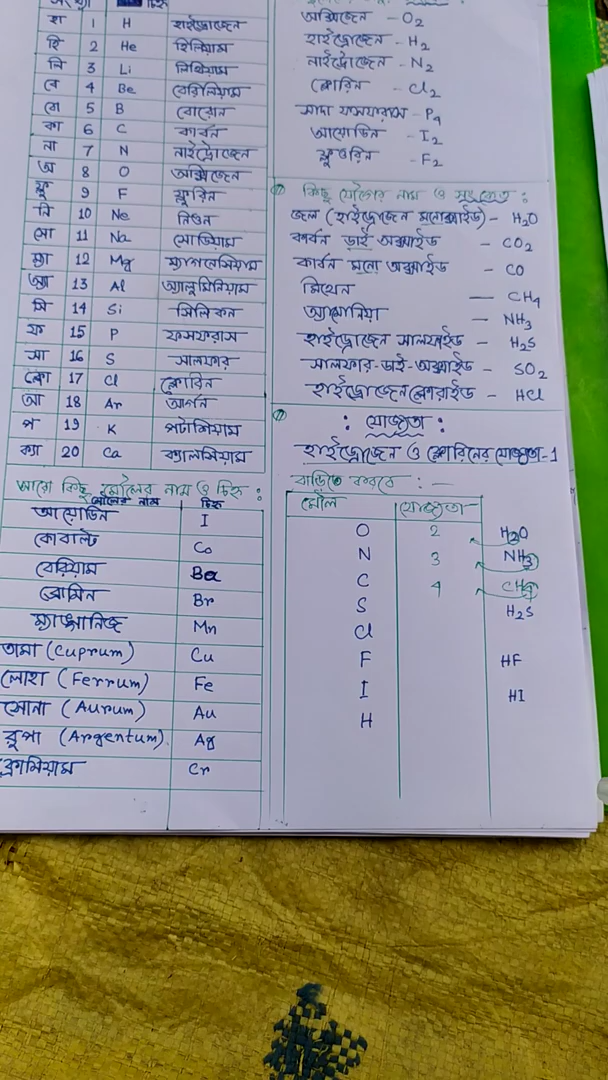 হা 1 H হাইড্রোজেন
হি 2 He হিলিয়াম
লি 3 Li লিথিয়াম
বে 4 Be বেরিলিয়াম
বো 5 B বোরোন
কা 6 C কার্বন
না 7 N নাইট্রোজেন
অ 8 O অক্সিজেন
ফ্লু 9 F ফ্লুরিন
নি 10 Ne নিওন
সো 11 Na সোডিয়াম
ম্যা 12 Mg ম্যাগনেসিয়াম
অ্যা 13 Al অ্যালুমিনিয়াম
সি 14 Si সিলিকন
ফ 15 P ফসফরাস
সা 16 S সালফার
ক্লো 17 Cl ক্লোরিন
আ 18 Ar আর্গন
প 19 K পটাশিয়াম
ক্যা 20 Ca ক্যালসিয়াম
আরো কিছু মৌলের নাম ও চিহ্ন :
মৌলের নাম চিহ্ন
আয়োডিন I
কোবাল্ট Co
বেরিয়াম Ba
ব্রোমিন Br
ম্যাঙ্গানিজ Mn
তামা (Cuprum) Cu
লোহা (Ferrum) Fe
সোনা (Aurum) Au
রুপা (Argentum) Ag
ক্রোমিয়াম Cr
অক্সিজেন - O2
হাইড্রোজেন - H2
নাইট্রোজেন - N2
ক্লোরিন - Cl2
সাদা ফসফরাস - P4
আয়োডিন - I2
ফ্লুওরিন - F2
কিছু যৌগের নাম ও সংকেত :
জল (হাইড্রোজেন মনোক্সাইড) - H2O
কার্বন ডাই অক্সাইড - CO2
কার্বন মনো অক্সাইড - CO
মিথেন - CH4
অ্যামোনিয়া - NH3
হাইড্রোজেন সালফাইড - H2S
সালফার-ডাই-অক্সাইড - SO2
হাইড্রোজেন ক্লোরাইড - HCl
: যোজ্যতা :
হাইড্রোজেন ও ক্লোরিনের যোজ্যতা-1
বাড়িতে করবে : —
মৌল যোজ্যতা
O 2 H2O
N 3 NH3
C 4 CH4
S H2S
Cl
F HF
I HI
H